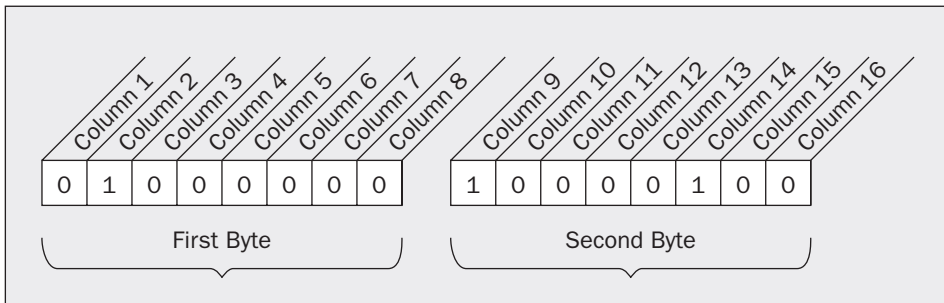 Column 1 Column 2 Column 3 Column 4 Column 5 Column 6 Column 7 Column 8 Column 9 Column 10 Column 11 Column 12 Column 13 Column 14 Column 15 Column 16
0 1 0 0 0 0 0 0 1 0 0 0 0 1 0 0
First Byte Second Byte